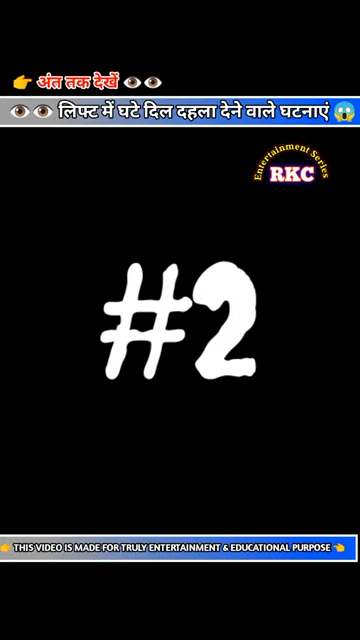 👉 अंत तक देखें 👁️👁️
👁️👁️ लिफ्ट में घटे दिल दहला देने वाले घटनाएं 😱
Entertainment Series
RKC
#2
👉THIS VIDEO IS MADE FOR TRULY ENTERTAINMENT & EDUCATIONAL PURPOSE 👈